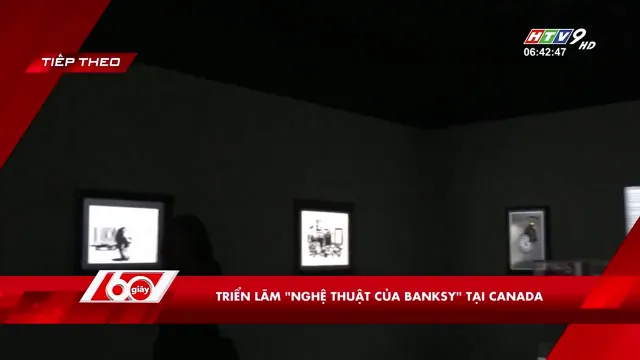 TIẾP THEO
HTV9 HD
06:42:47
60 giây
TRIỂN LÃM "NGHỆ THUẬT CỦA BANKSY" TẠI CANADA